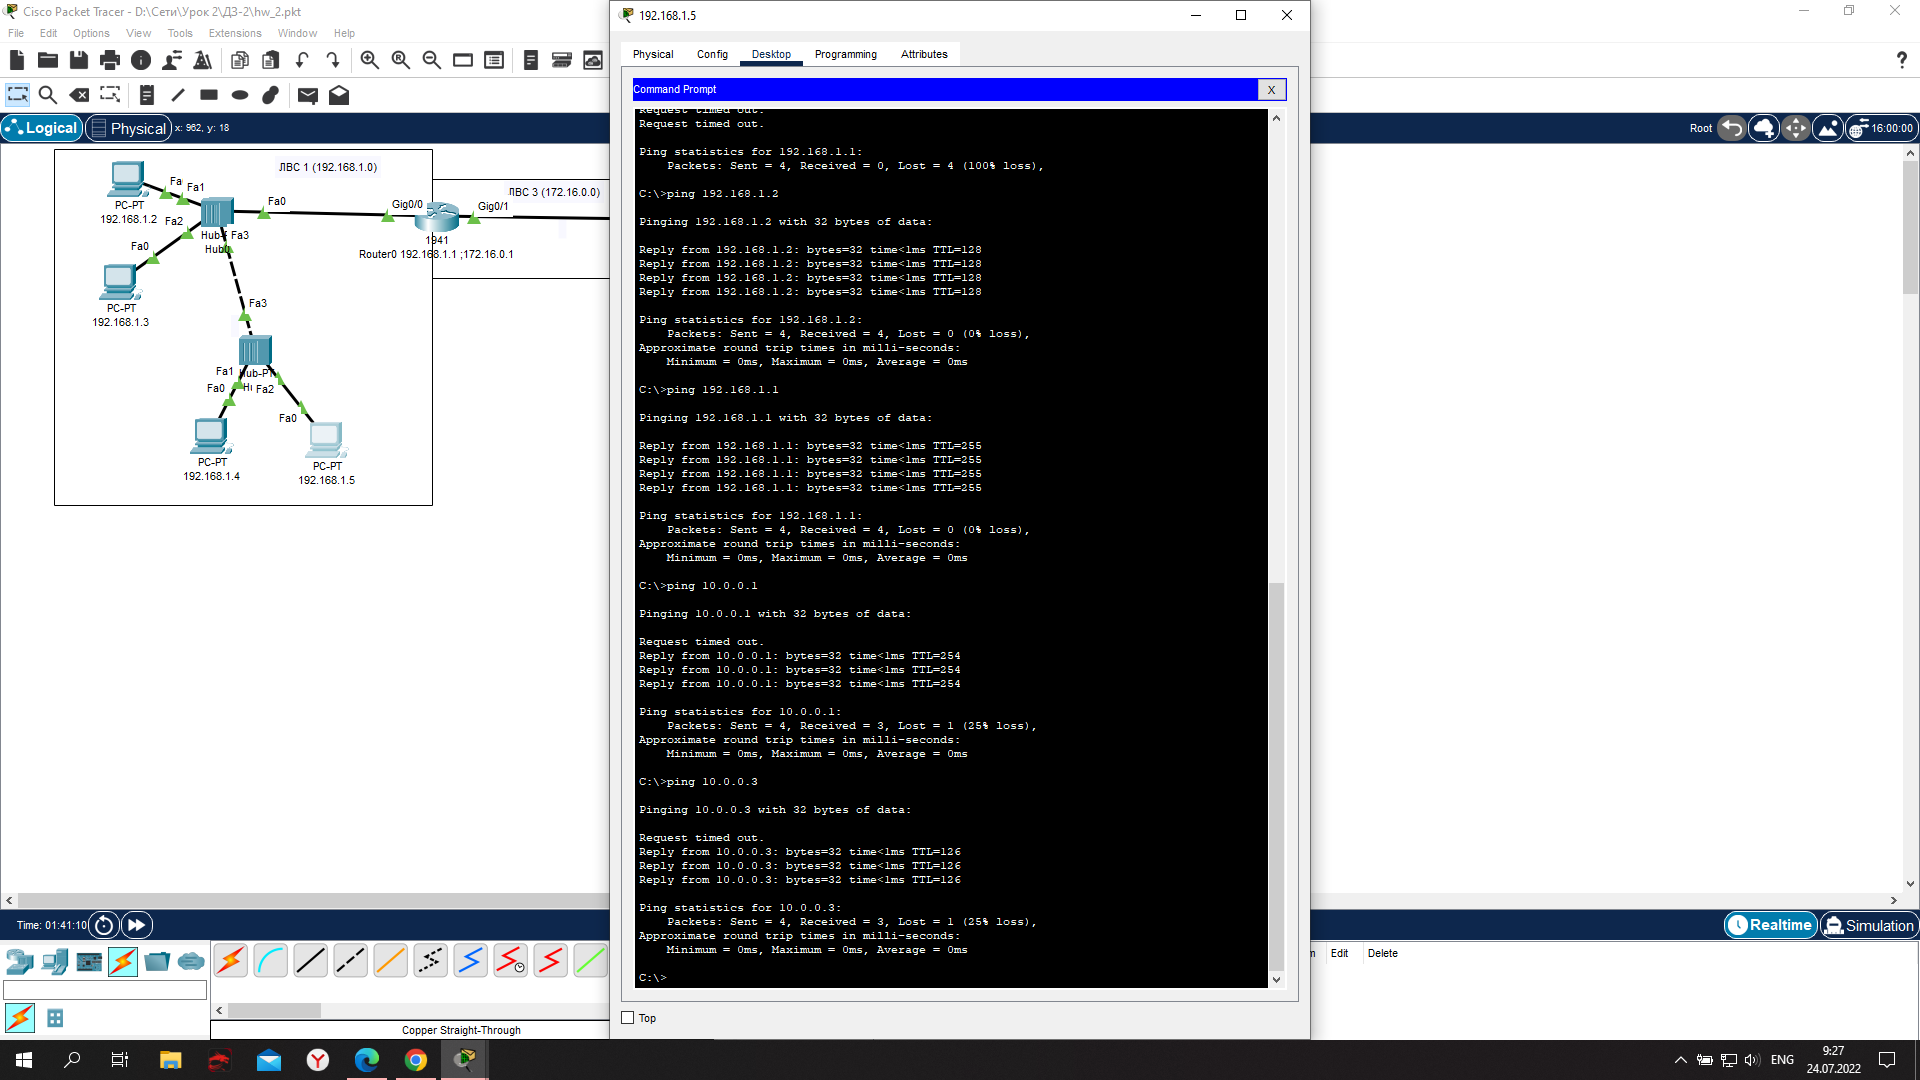 Cisco Packet Tracer - D:\Сети\Урок 2\ДЗ-2\hw_2.pkt
File Edit Options View Tools Extensions Window Help
Logical
Physical
x: 962, y: 18
Root
16:00:00
ЛВС 1 (192.168.1.0)
ЛВС 3 (172.16.0.0)
Fa
Fa1
PC-PT
192.168.1.2
Fa2
Fa0
Gig0/0
Gig0/1
Fa3
Hub0
1941
Router0 192.168.1.1 ;172.16.0.1
Fa0
PC-PT
192.168.1.3
Fa3
Fa1
Hub-PT
Fa0
Fa2
Fa0
PC-PT
192.168.1.4
PC-PT
192.168.1.5
192.168.1.5
Physical Config Desktop Programming Attributes
Command Prompt
X
Request timed out.
Request timed out.
Ping statistics for 192.168.1.1:
Packets: Sent = 4, Received = 0, Lost = 4 (100% loss),
C:\>ping 192.168.1.2
Pinging 192.168.1.2 with 32 bytes of data:
Reply from 192.168.1.2: bytes=32 time<1ms TTL=128
Reply from 192.168.1.2: bytes=32 time<1ms TTL=128
Reply from 192.168.1.2: bytes=32 time<1ms TTL=128
Reply from 192.168.1.2: bytes=32 time<1ms TTL=128
Ping statistics for 192.168.1.2:
Packets: Sent = 4, Received = 4, Lost = 0 (0% loss),
Approximate round trip times in milli-seconds:
Minimum = 0ms, Maximum = 0ms, Average = 0ms
C:\>ping 192.168.1.1
Pinging 192.168.1.1 with 32 bytes of data:
Reply from 192.168.1.1: bytes=32 time<1ms TTL=255
Reply from 192.168.1.1: bytes=32 time<1ms TTL=255
Reply from 192.168.1.1: bytes=32 time<1ms TTL=255
Reply from 192.168.1.1: bytes=32 time<1ms TTL=255
Ping statistics for 192.168.1.1:
Packets: Sent = 4, Received = 4, Lost = 0 (0% loss),
Approximate round trip times in milli-seconds:
Minimum = 0ms, Maximum = 0ms, Average = 0ms
C:\>ping 10.0.0.1
Pinging 10.0.0.1 with 32 bytes of data:
Request timed out.
Reply from 10.0.0.1: bytes=32 time<1ms TTL=254
Reply from 10.0.0.1: bytes=32 time<1ms TTL=254
Reply from 10.0.0.1: bytes=32 time<1ms TTL=254
Ping statistics for 10.0.0.1:
Packets: Sent = 4, Received = 3, Lost = 1 (25% loss),
Approximate round trip times in milli-seconds:
Minimum = 0ms, Maximum = 0ms, Average = 0ms
C:\>ping 10.0.0.3
Pinging 10.0.0.3 with 32 bytes of data:
Request timed out.
Reply from 10.0.0.3: bytes=32 time<1ms TTL=126
Reply from 10.0.0.3: bytes=32 time<1ms TTL=126
Reply from 10.0.0.3: bytes=32 time<1ms TTL=126
Ping statistics for 10.0.0.3:
Packets: Sent = 4, Received = 3, Lost = 1 (25% loss),
Approximate round trip times in milli-seconds:
Minimum = 0ms, Maximum = 0ms, Average = 0ms
C:\>
Top
Time: 01:41:10
Realtime
Simulation
Edit Delete
Copper Straight-Through
ENG
9:27
24.07.2022